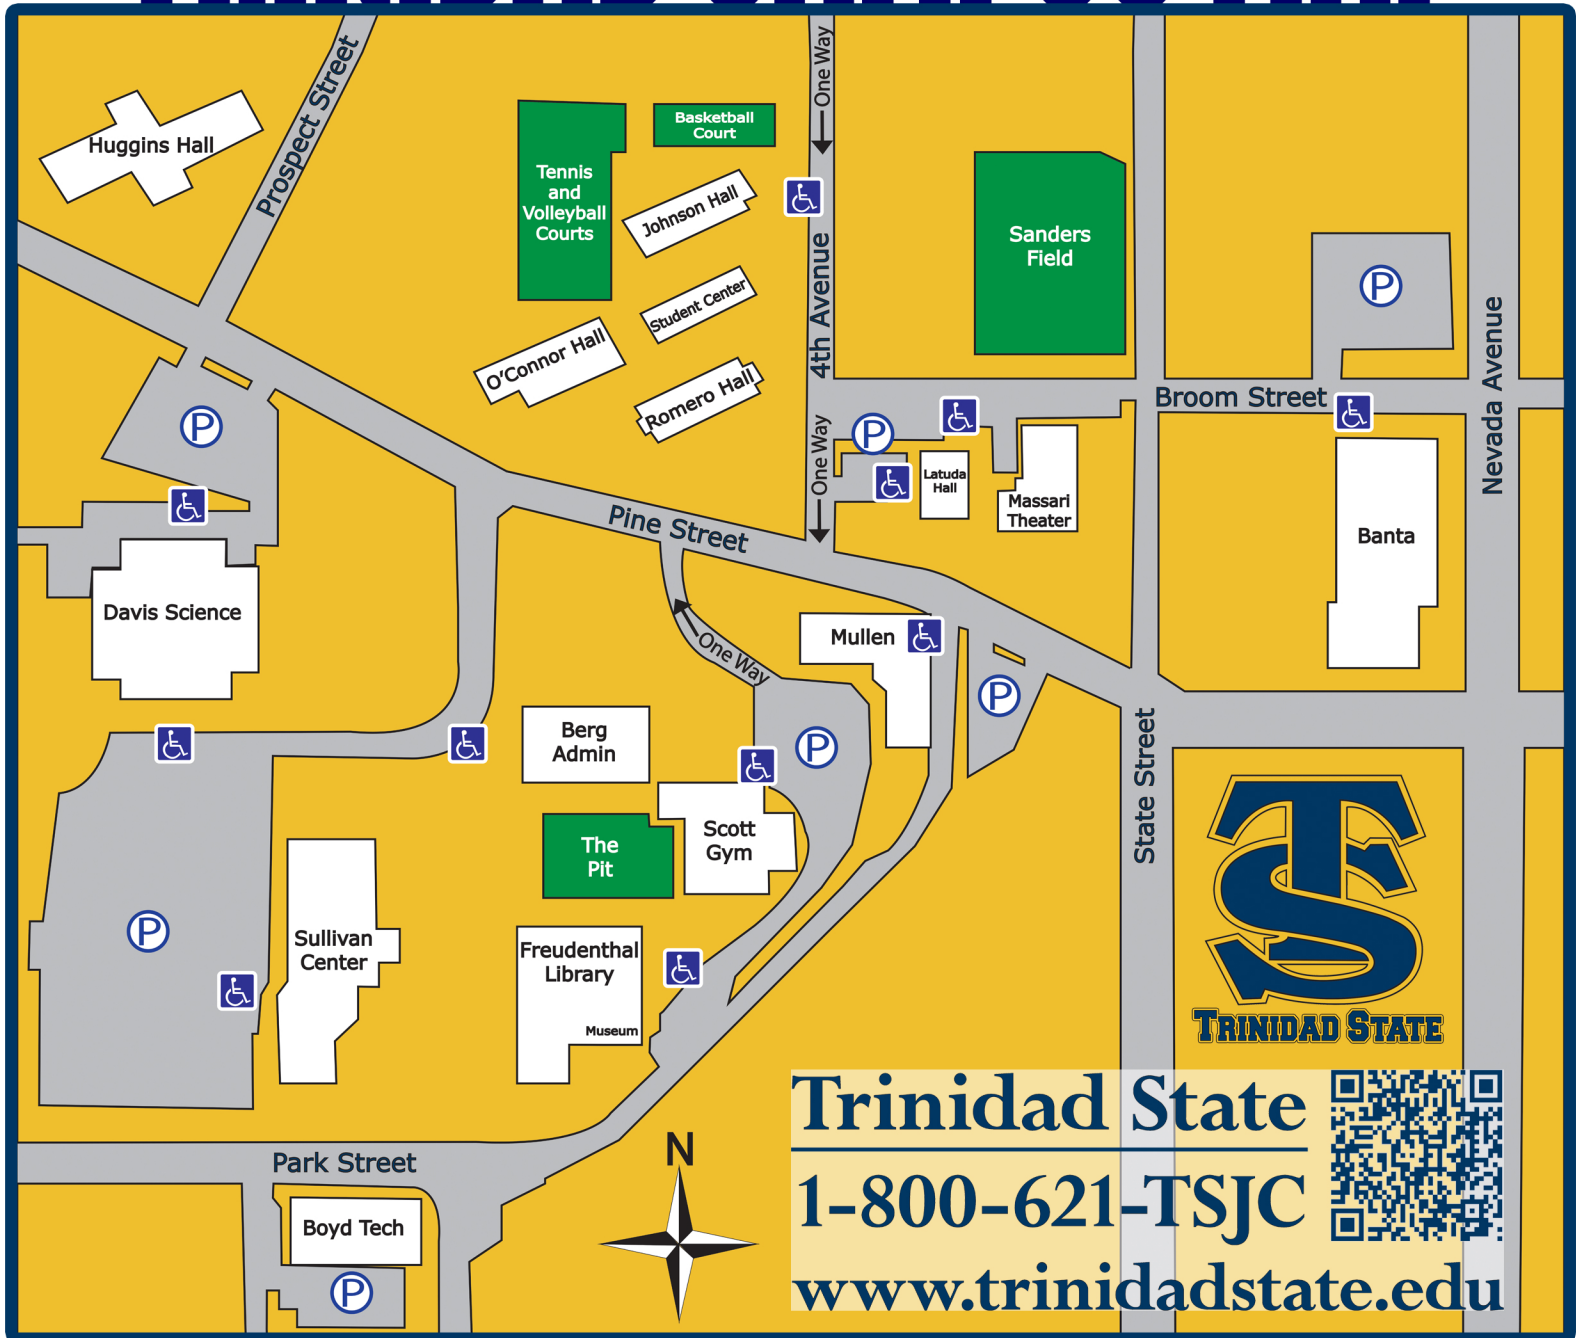 Huggins Hall
Prospect Street
Tennis
and
Volleyball
Courts
Basketball
Court
Johnson Hall
Student Center
O'Connor Hall
Romero Hall
One Way
4th Avenue
One Way
Sanders
Field
P
Nevada Avenue
Broom Street
P
P
Latuda
Hall
Massari
Theater
Banta
Pine Street
Davis Science
One Way
Mullen
P
Berg
Admin
P
State Street
The
Pit
Scott
Gym
P
Sullivan
Center
Freudenthal
Library
Museum
TS
TRINIDAD STATE
Park Street
Boyd Tech
P
N
Trinidad State
1-800-621-TSJC
www.trinidadstate.edu